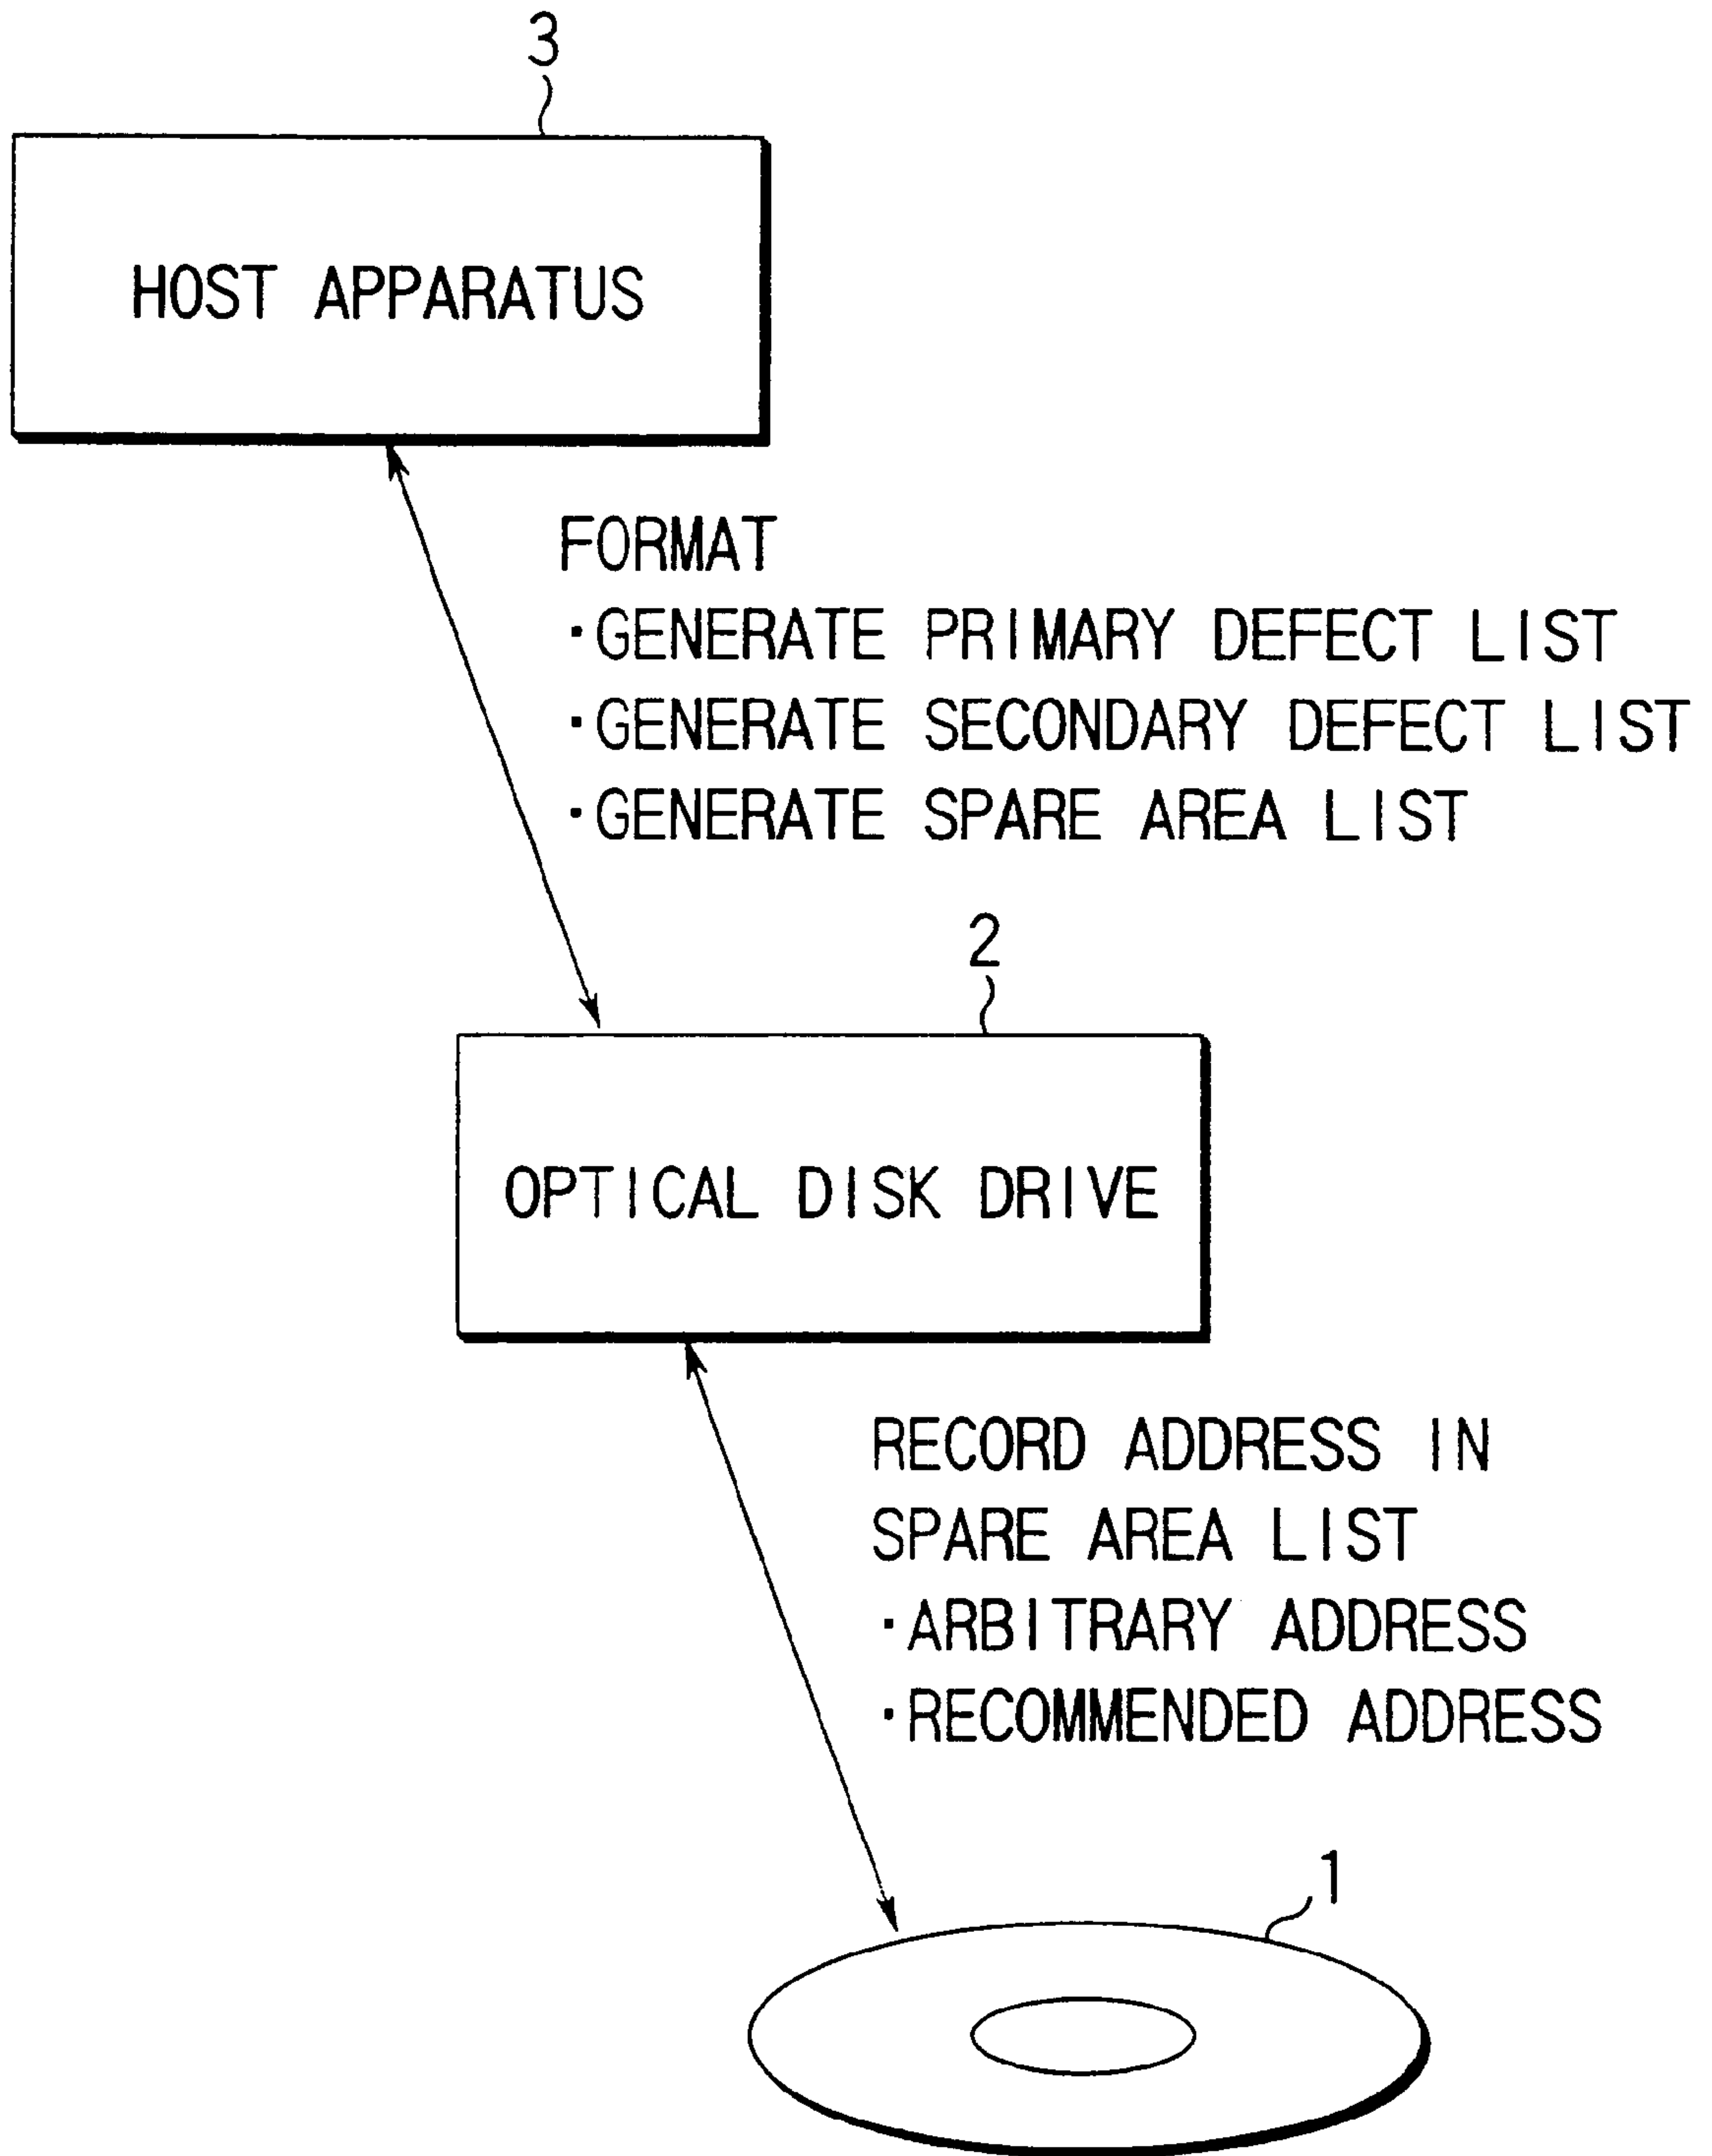 3
HOST APPARATUS
FORMAT
·GENERATE PRIMARY DEFECT LIST
·GENERATE SECONDARY DEFECT LIST
·GENERATE SPARE AREA LIST
2
OPTICAL DISK DRIVE
RECORD ADDRESS IN
SPARE AREA LIST
·ARBITRARY ADDRESS
·RECOMMENDED ADDRESS
1